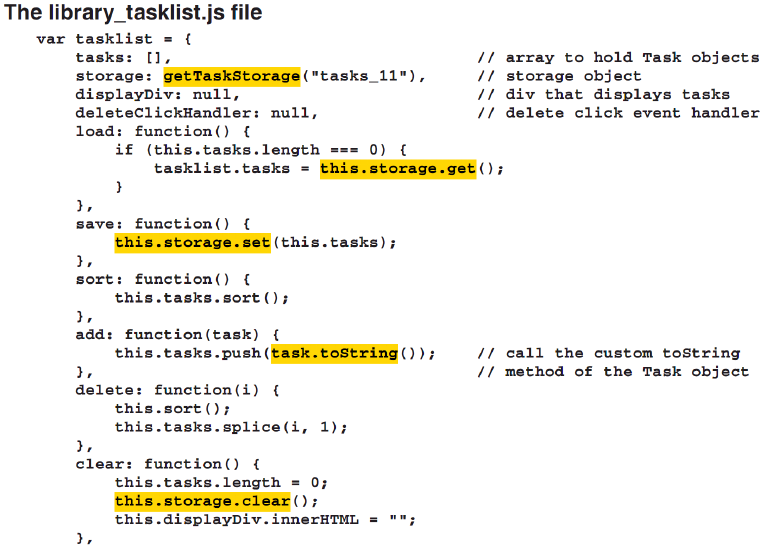 The library_tasklist.js file
var tasklist = {
    tasks: [],                               // array to hold Task objects
    storage: getTaskStorage("tasks_11"),     // storage object
    displayDiv: null,                        // div that displays tasks
    deleteClickHandler: null,                // delete click event handler
    load: function() {
        if (this.tasks.length === 0) {
            tasklist.tasks = this.storage.get();
        }
    },
    save: function() {
        this.storage.set(this.tasks);
    },
    sort: function() {
        this.tasks.sort();
    },
    add: function(task) {
        this.tasks.push(task.toString());    // call the custom toString
    },                                       // method of the Task object
    delete: function(i) {
        this.sort();
        this.tasks.splice(i, 1);
    },
    clear: function() {
        this.tasks.length = 0;
        this.storage.clear();
        this.displayDiv.innerHTML = "";
    },